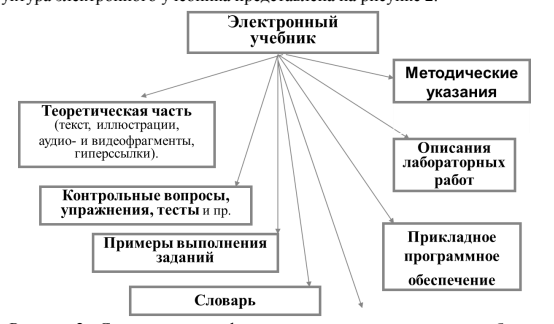 структура электронного учебника представлена на рисунке 2.
Электронный
учебник
Методические
указания
Теоретическая часть
(текст, иллюстрации,
аудио- и видеофрагменты,
гиперссылки).
Описания
лабораторных
работ
Контрольные вопросы,
упражнения, тесты и пр.
Прикладное
программное
обеспечение
Примеры выполнения
заданий
Словарь